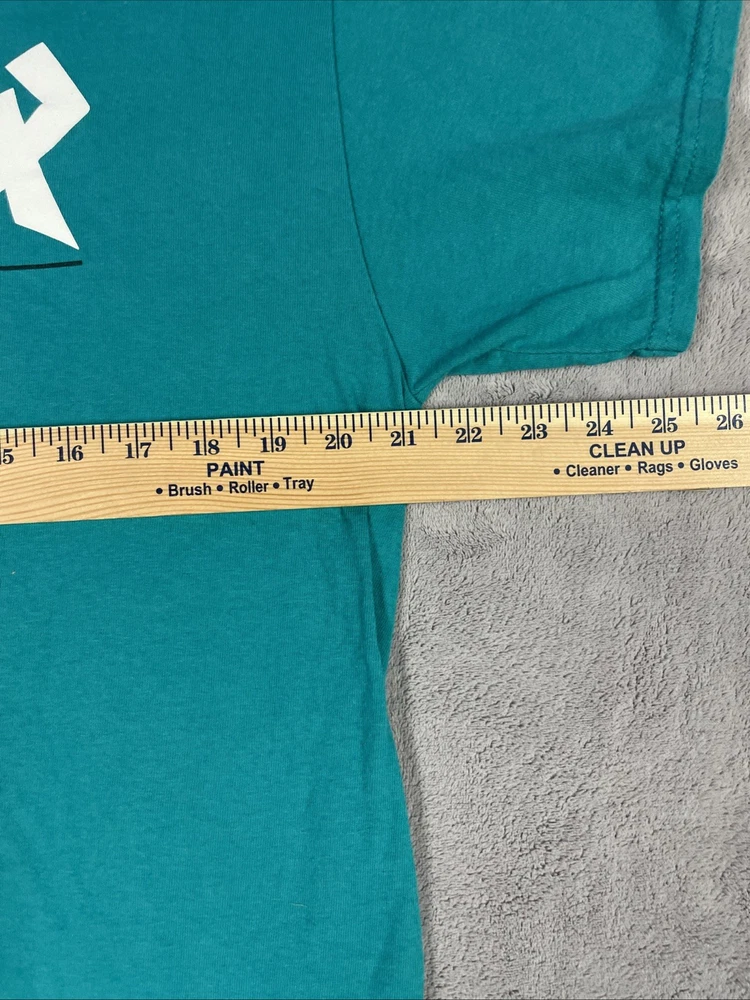 5 16 17 18 19 20 21 22 23 24 25 26
PAINT
• Brush • Roller • Tray
CLEAN UP
• Cleaner • Rags • Gloves